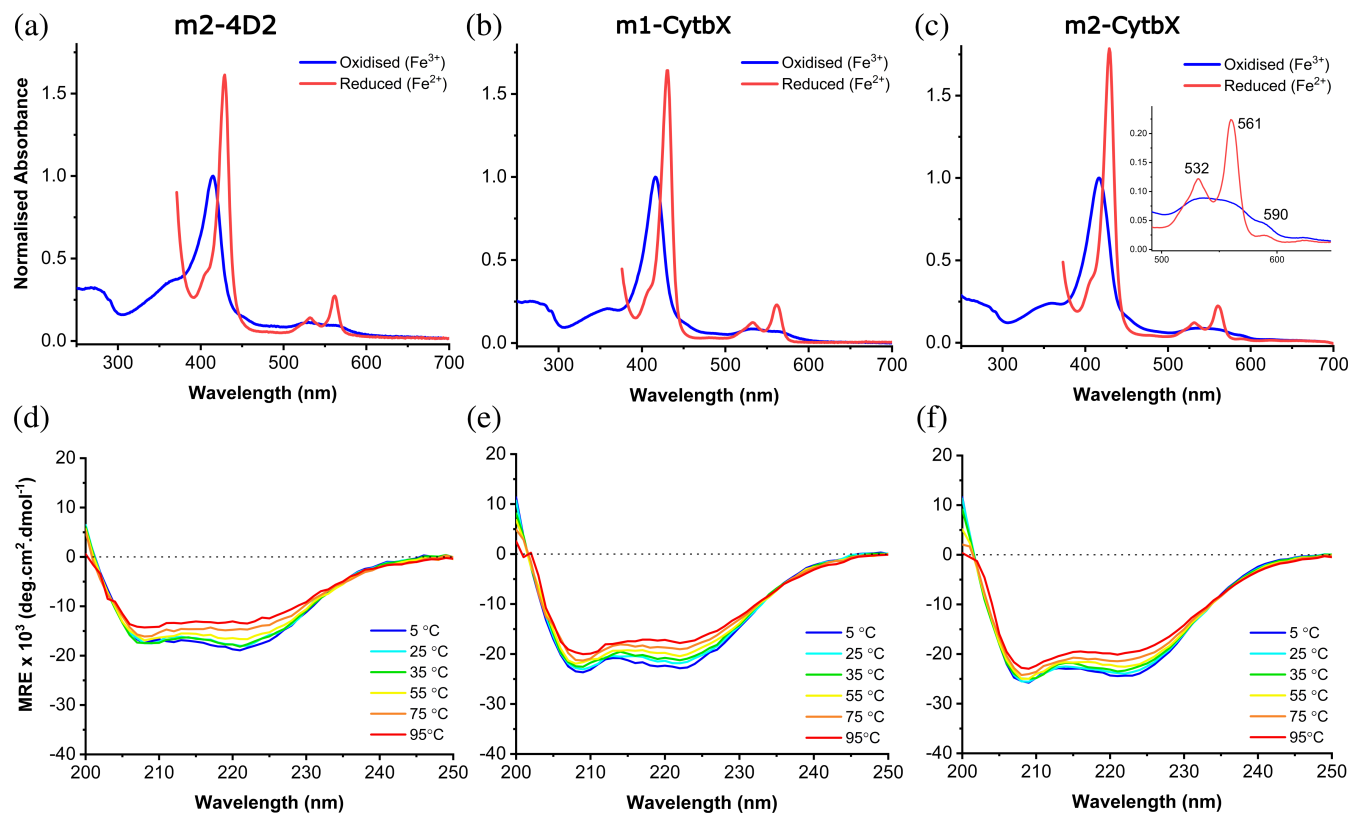 (a) m2-4D2
Oxidised (Fe³⁺)
Reduced (Fe²⁺)
Normalised Absorbance
1.5
1.0
0.5
0.0
300 400 500 600 700
Wavelength (nm)
(b) m1-CytbX
Oxidised (Fe³⁺)
Reduced (Fe²⁺)
1.5
1.0
0.5
0.0
300 400 500 600 700
Wavelength (nm)
(c) m2-CytbX
Oxidised (Fe³⁺)
Reduced (Fe²⁺)
1.5
1.0
0.5
0.0
0.20
0.15
0.10
0.05
0.00
532
561
590
500 600
300 400 500 600 700
Wavelength (nm)
(d)
MRE x 10³ (deg.cm².dmol⁻¹)
20
10
0
-10
-20
-30
-40
5 °C
25 °C
35 °C
55 °C
75 °C
95°C
200 210 220 230 240 250
Wavelength (nm)
(e)
20
10
0
-10
-20
-30
-40
5 °C
25 °C
35 °C
55 °C
75 °C
95°C
200 210 220 230 240 250
Wavelength (nm)
(f)
20
10
0
-10
-20
-30
-40
5 °C
25 °C
35 °C
55 °C
75 °C
95°C
200 210 220 230 240 250
Wavelength (nm)